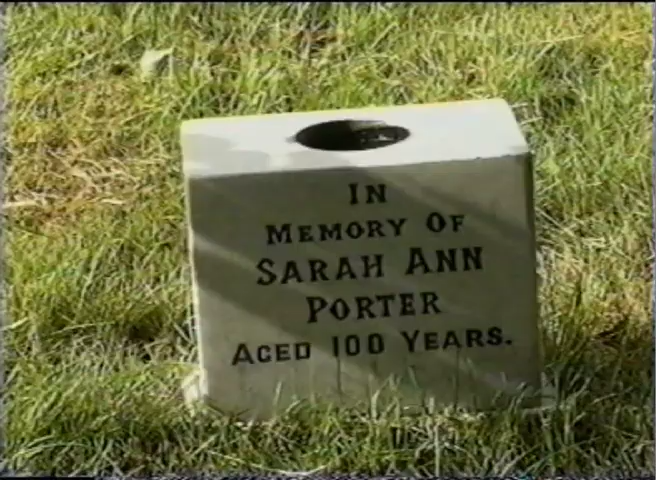 IN
MEMORY OF
SARAH ANN
PORTER
AGED 100 YEARS.